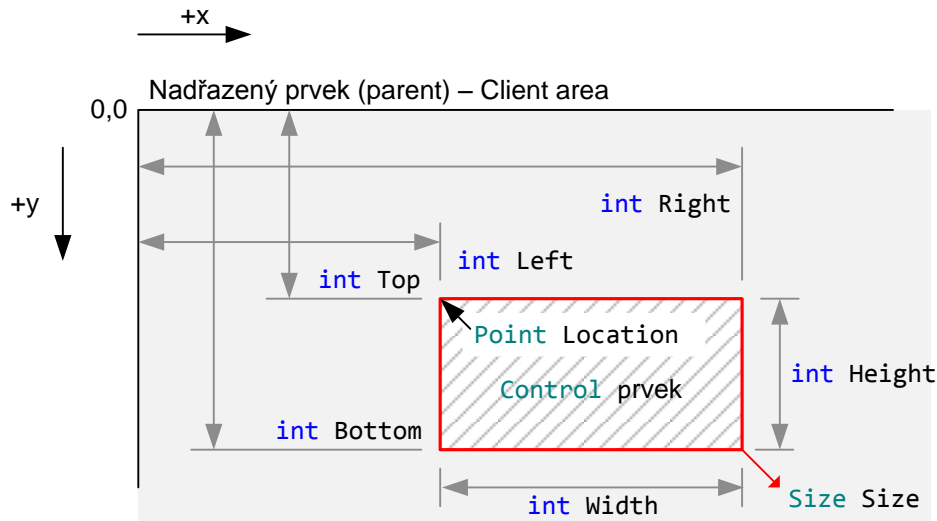 +x
Nadřazený prvek (parent) – Client area
0,0
+y
int Right
int Left
int Top
Point Location
Control prvek
int Height
int Bottom
int Width
Size Size